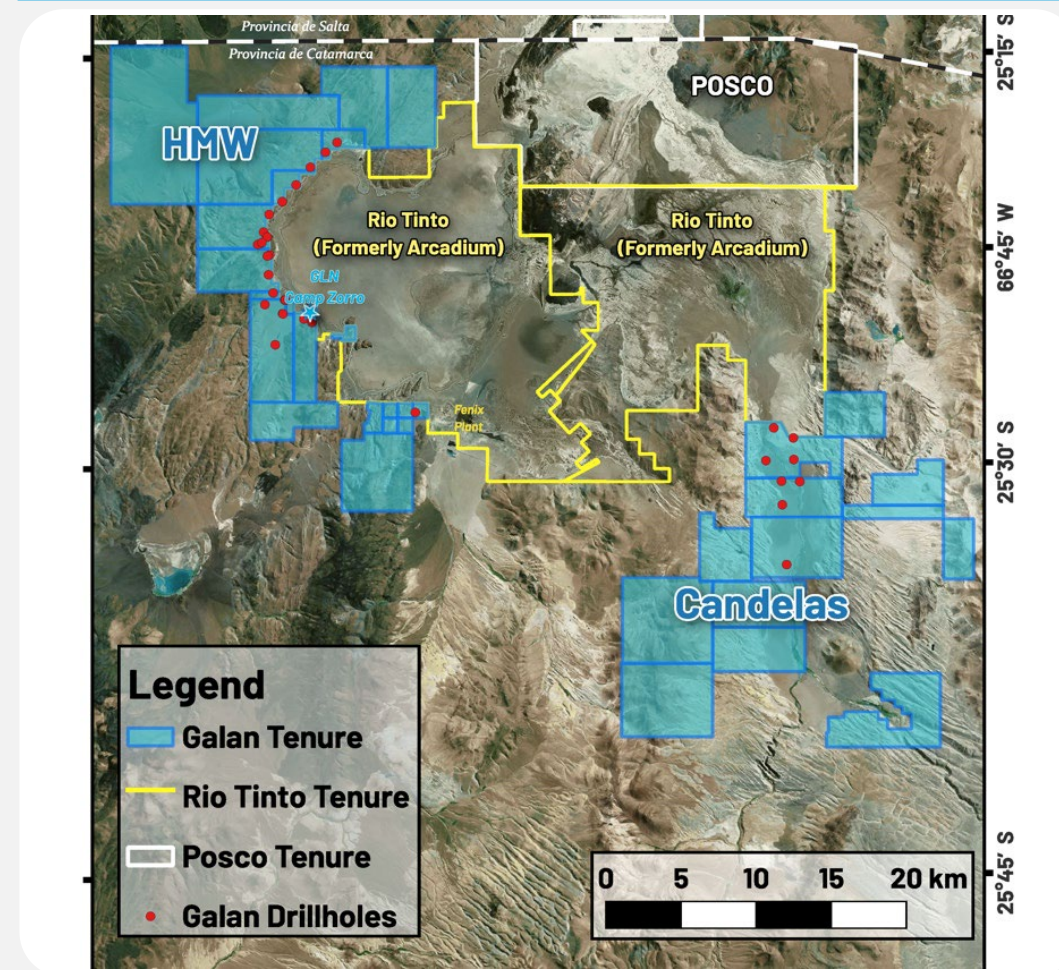 Provincia de Salta
Provincia de Catamarca
25°15' S
POSCO
HMW
Rio Tinto
(Formerly Arcadium)
Rio Tinto
(Formerly Arcadium)
66°45' W
GLN
Camp Zorro
Fenix
Plant
25°30' S
Candelas
Legend
Galan Tenure
Rio Tinto Tenure
Posco Tenure
Galan Drillholes
0 5 10 15 20 km
25°45' S